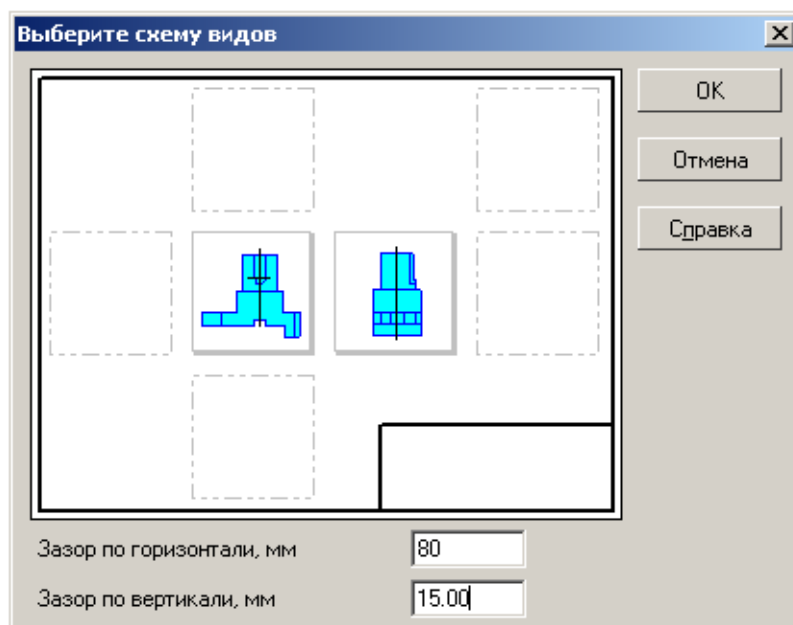 Выберите схему видов
OK
Отмена
Справка
Зазор по горизонтали, мм 80
Зазор по вертикали, мм 15.00